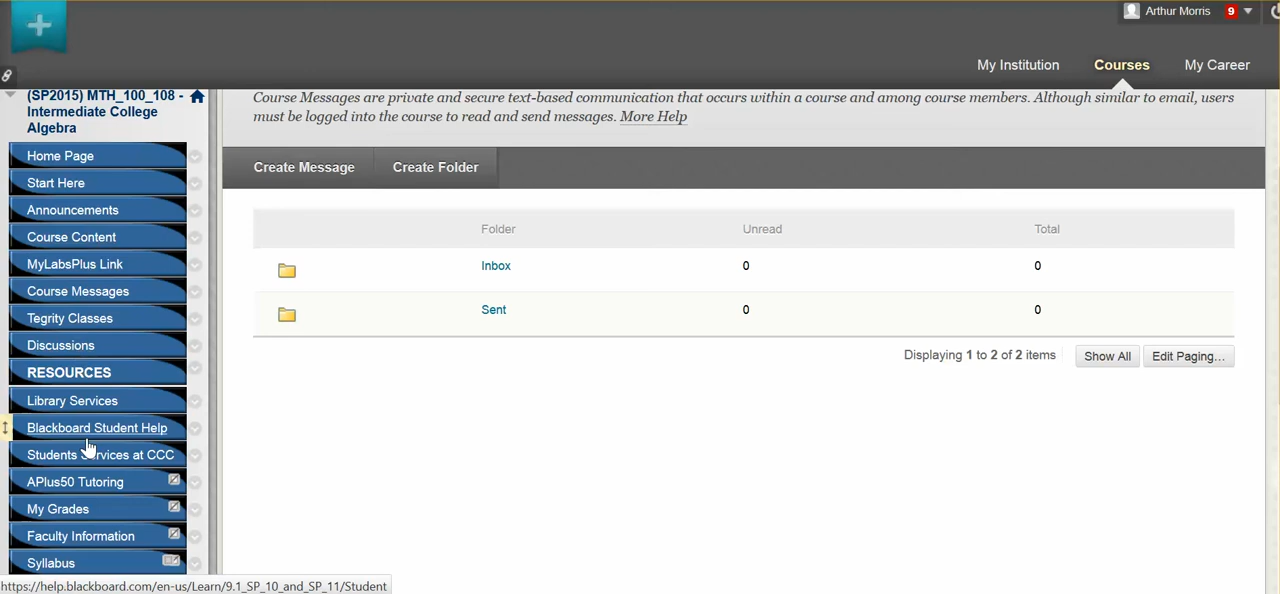 Arthur Morris 9
My Institution Courses My Career
(SP2015) MTH_100_108 -
Intermediate College
Algebra
Home Page
Start Here
Announcements
Course Content
MyLabsPlus Link
Course Messages
Tegrity Classes
Discussions
RESOURCES
Library Services
Blackboard Student Help
Students Services at CCC
APlus50 Tutoring
My Grades
Faculty Information
Syllabus
Course Messages are private and secure text-based communication that occurs within a course and among course members. Although similar to email, users
must be logged into the course to read and send messages. More Help
Create Message Create Folder
Folder Unread Total
Inbox 0 0
Sent 0 0
Displaying 1 to 2 of 2 items Show All Edit Paging...
https://help.blackboard.com/en-us/Learn/9.1_SP_10_and_SP_11/Student